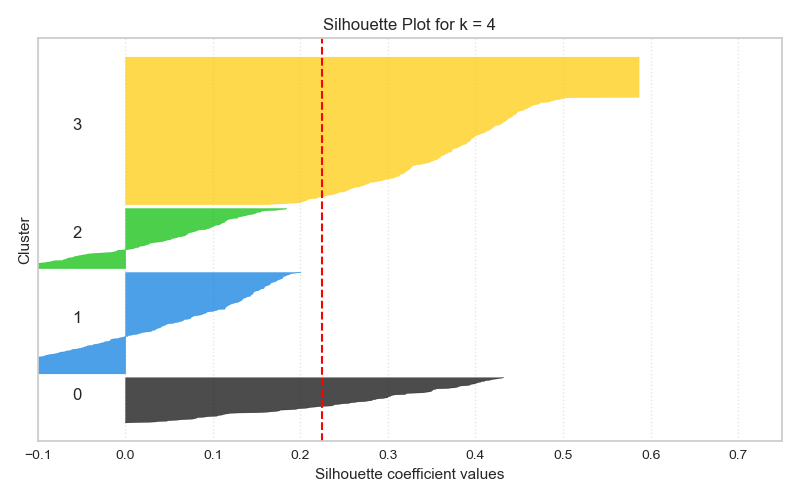 Silhouette Plot for k = 4
3
2
1
0
Cluster
−0.1 0.0 0.1 0.2 0.3 0.4 0.5 0.6 0.7
Silhouette coefficient values